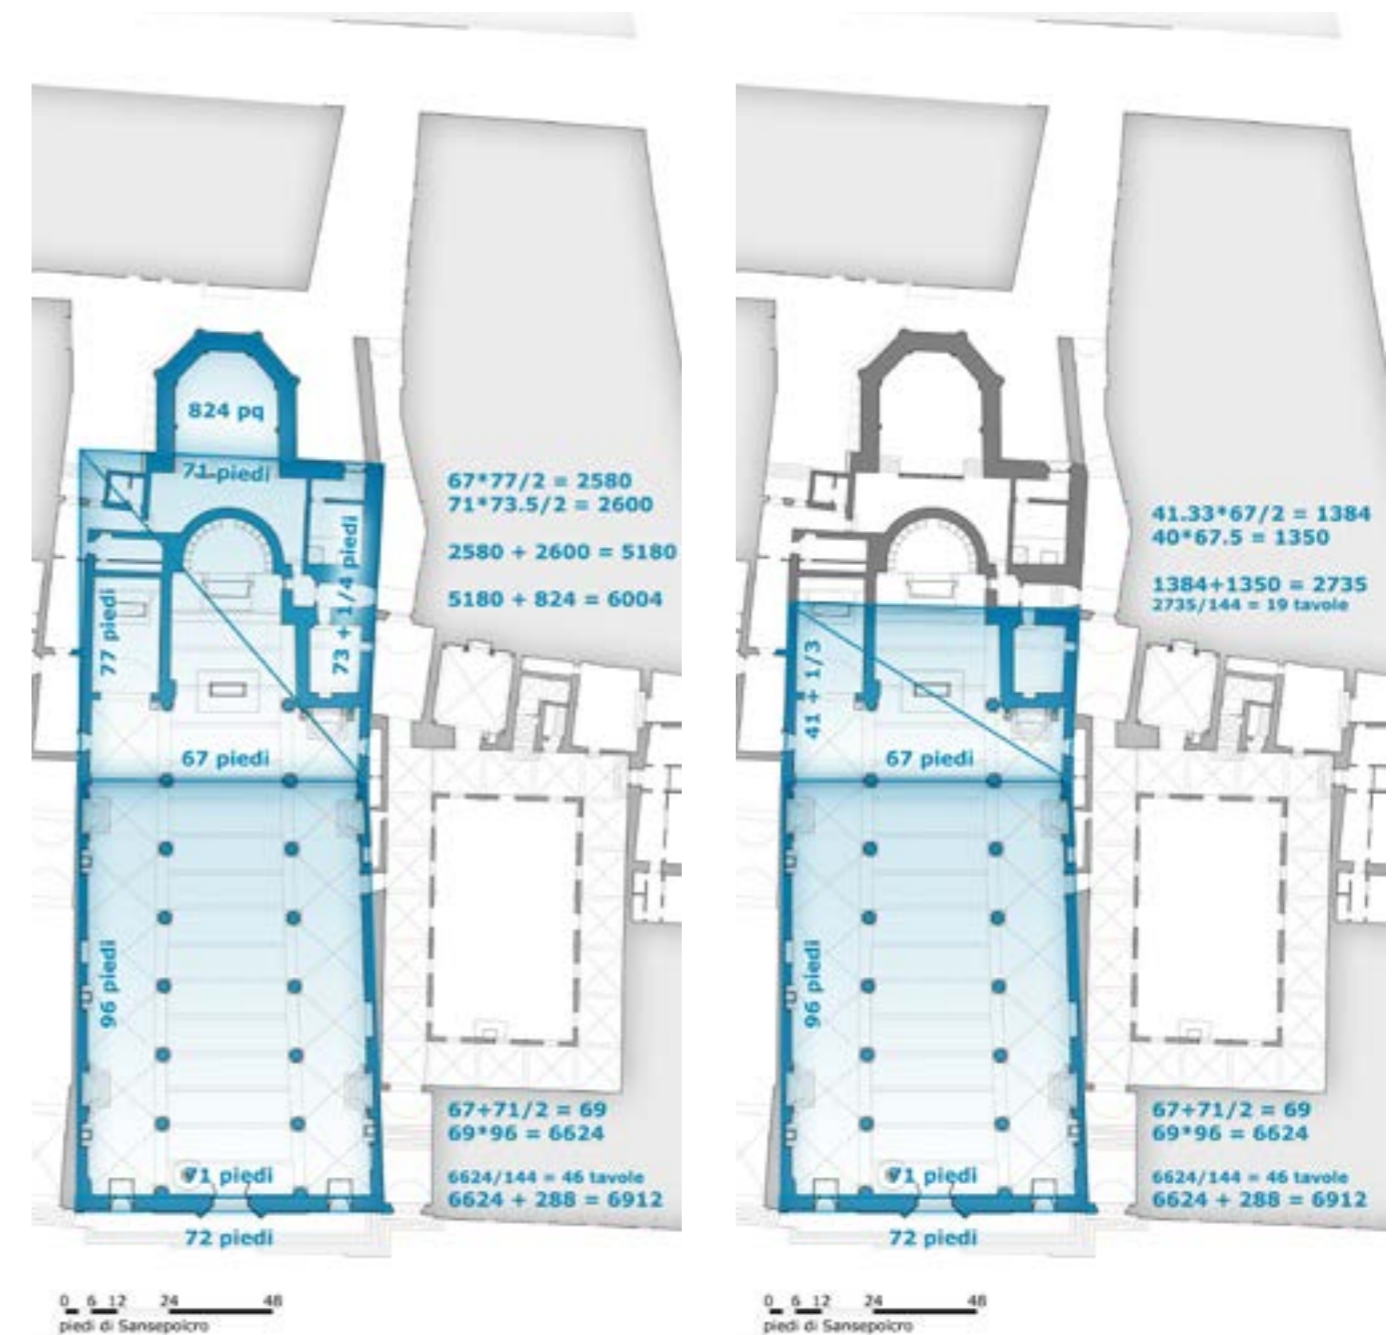 824 pq
71 piedi
77 piedi
73 + 1/4 piedi
67*77/2 = 2580
71*73.5/2 = 2600
2580 + 2600 = 5180
5180 + 824 = 6004
67 piedi
96 piedi
67+71/2 = 69
69*96 = 6624
6624/144 = 46 tavole
6624 + 288 = 6912
71 piedi
72 piedi
0 6 12 24 48
piedi di Sansepolcro
41.33*67/2 = 1384
40*67.5 = 1350
1384+1350 = 2735
2735/144 = 19 tavole
41 + 1/3
67 piedi
96 piedi
67+71/2 = 69
69*96 = 6624
6624/144 = 46 tavole
6624 + 288 = 6912
71 piedi
72 piedi
0 6 12 24 48
piedi di Sansepolcro